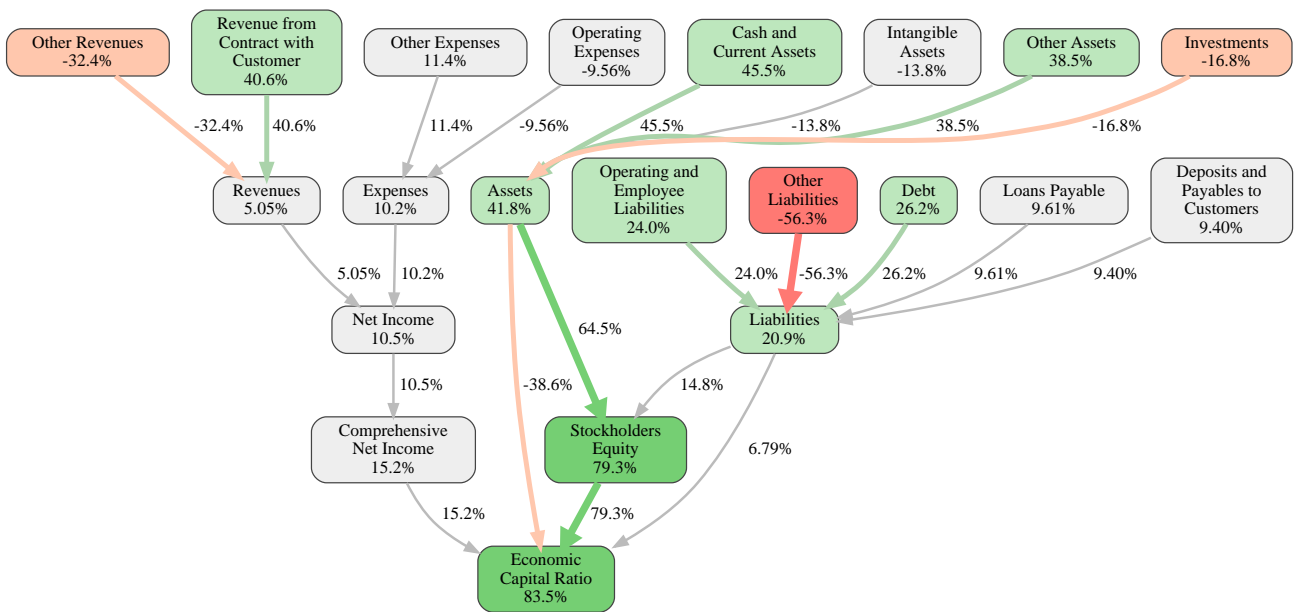 Other Revenues
-32.4%
Revenue from
Contract with
Customer
40.6%
Other Expenses
11.4%
Operating
Expenses
-9.56%
Cash and
Current Assets
45.5%
Intangible
Assets
-13.8%
Other Assets
38.5%
Investments
-16.8%
-32.4%
40.6%
11.4%
-9.56%
45.5%
-13.8%
38.5%
-16.8%
Revenues
5.05%
Expenses
10.2%
Assets
41.8%
Operating and
Employee
Liabilities
24.0%
Other
Liabilities
-56.3%
Debt
26.2%
Loans Payable
9.61%
Deposits and
Payables to
Customers
9.40%
5.05%
10.2%
24.0%
-56.3%
26.2%
9.61%
9.40%
Net Income
10.5%
64.5%
Liabilities
20.9%
10.5%
-38.6%
14.8%
Comprehensive
Net Income
15.2%
Stockholders
Equity
79.3%
6.79%
15.2%
79.3%
Economic
Capital Ratio
83.5%